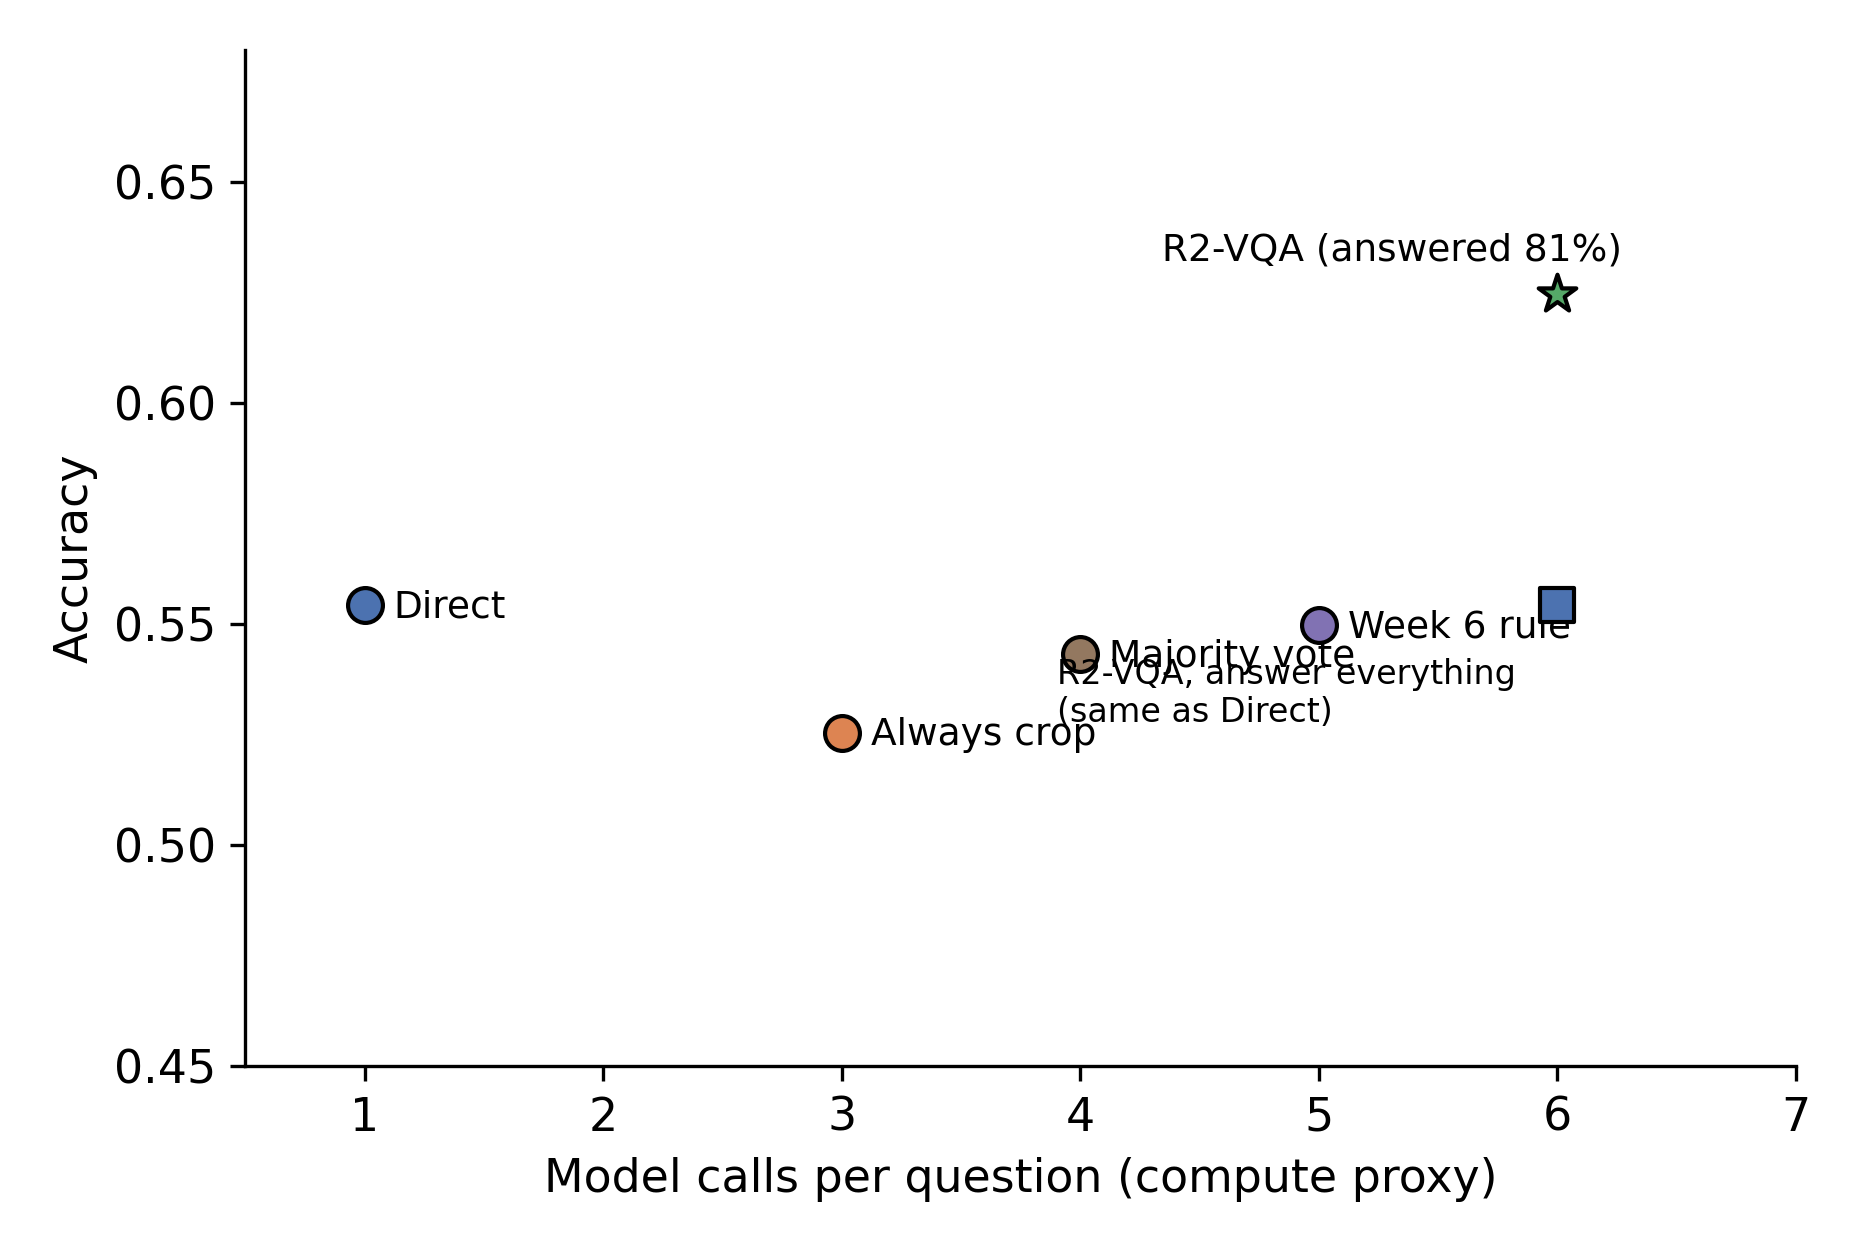 0.65
0.60
0.55
0.50
0.45
Accuracy
R2-VQA (answered 81%)
Direct
Week 6 rule
Majority vote
R2-VQA, answer everything
(same as Direct)
Always crop
1 2 3 4 5 6 7
Model calls per question (compute proxy)